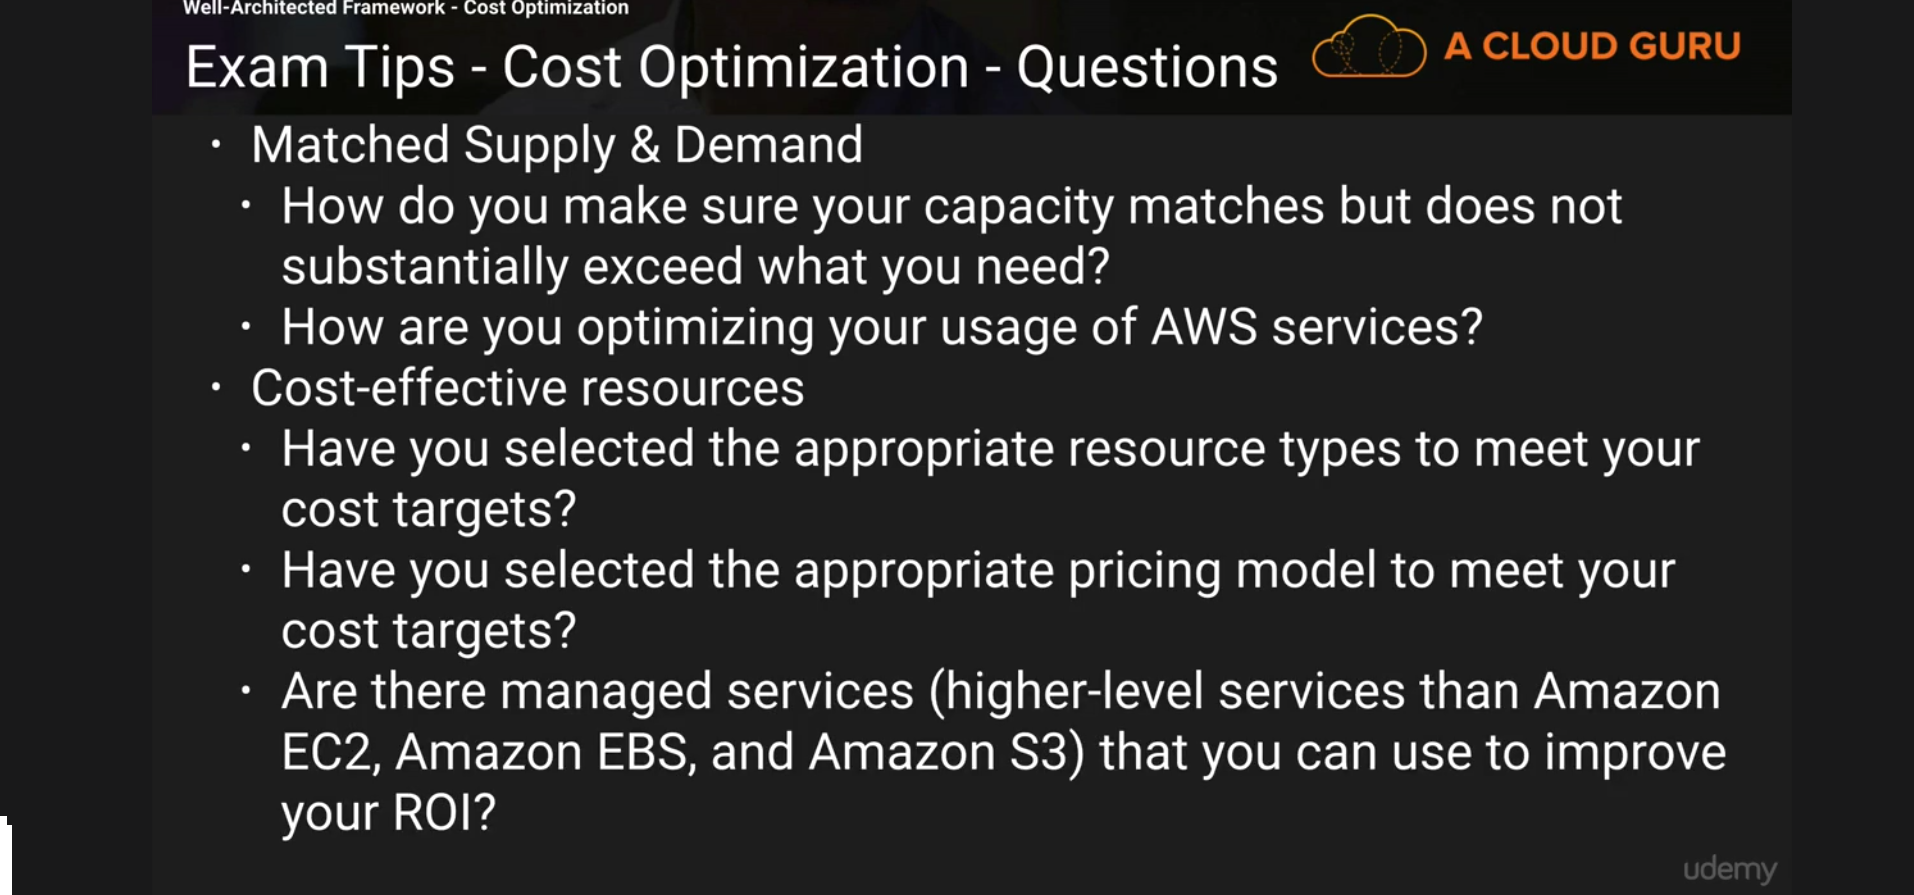 Well-Architected Framework - Cost Optimization
Exam Tips - Cost Optimization - Questions
A CLOUD GURU
• Matched Supply & Demand
• How do you make sure your capacity matches but does not
substantially exceed what you need?
• How are you optimizing your usage of AWS services?
• Cost-effective resources
• Have you selected the appropriate resource types to meet your
cost targets?
• Have you selected the appropriate pricing model to meet your
cost targets?
• Are there managed services (higher-level services than Amazon
EC2, Amazon EBS, and Amazon S3) that you can use to improve
your ROI?
udemy